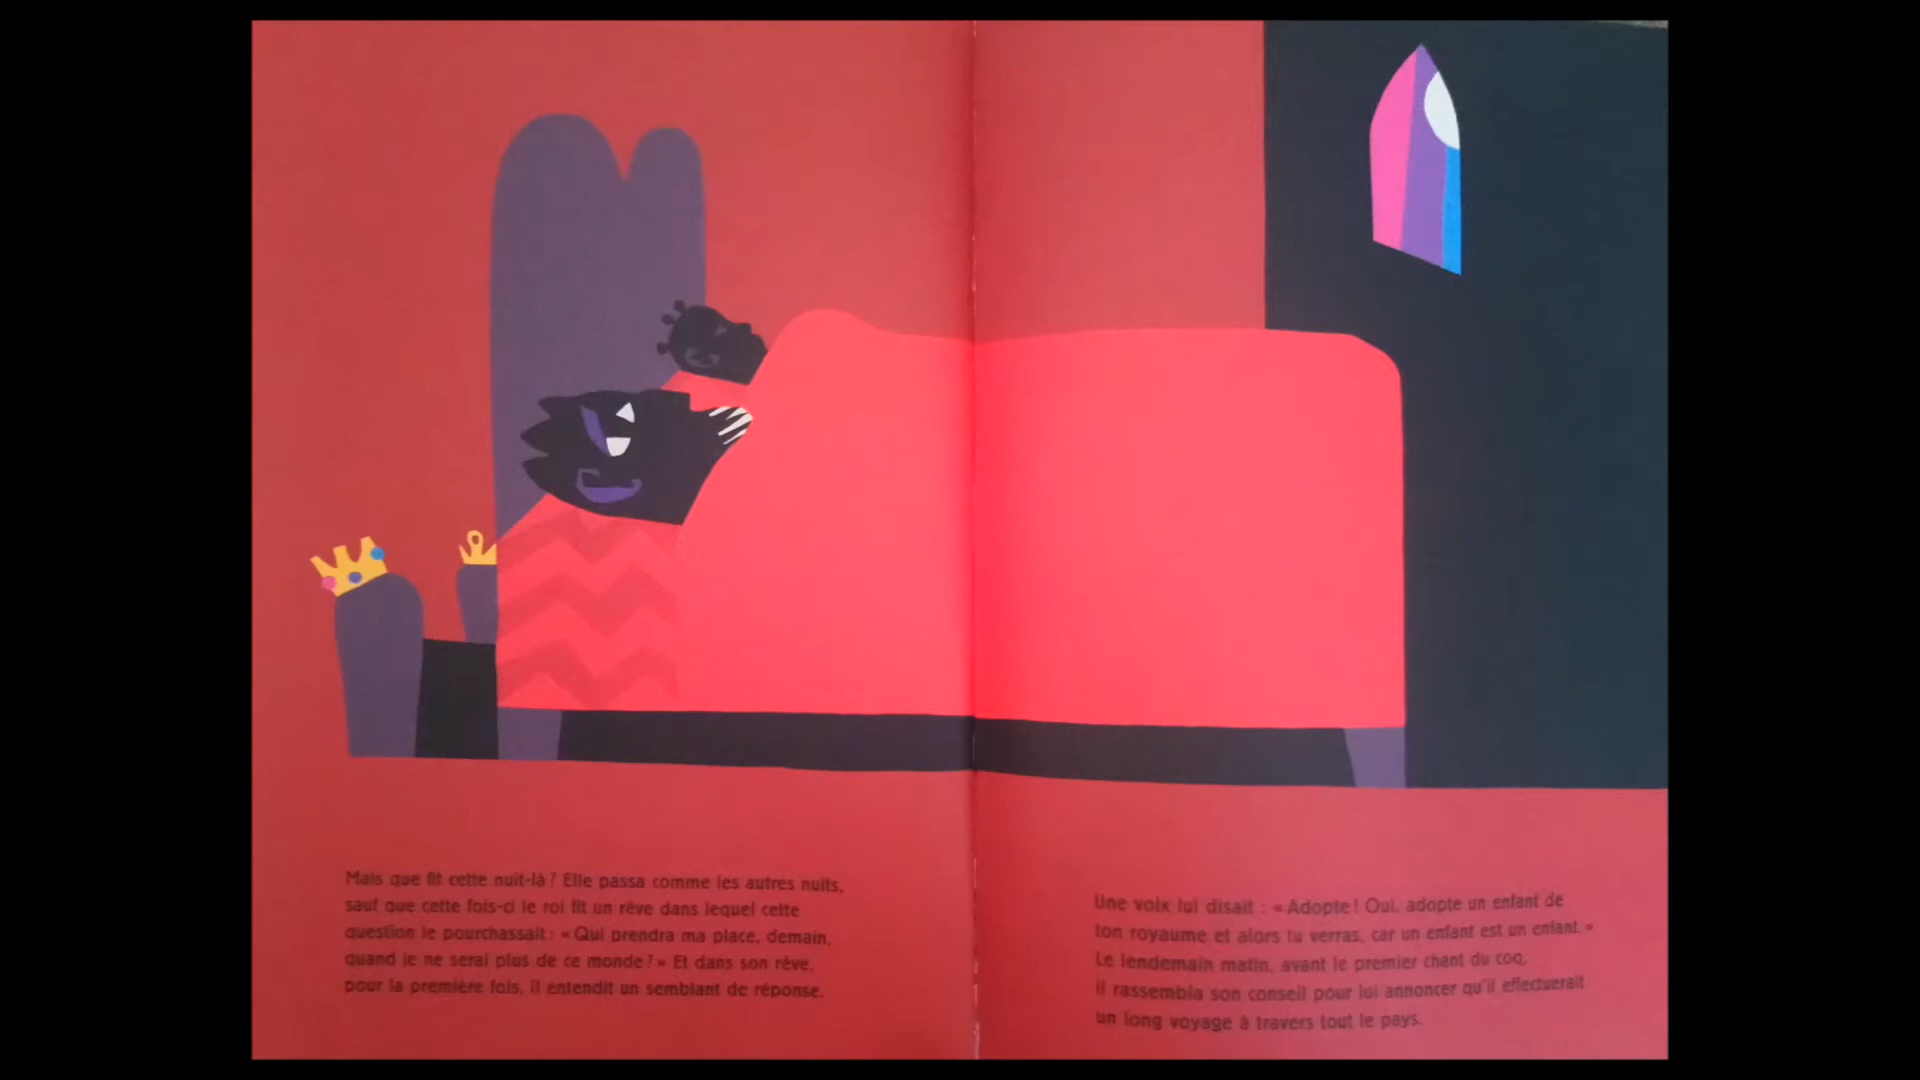 Mais que fit cette nuit-là ? Elle passa comme les autres nuits,
sauf que cette fois-ci le roi fit un rêve dans lequel cette
question le pourchassait : « Qui prendra ma place, demain,
quand je ne serai plus de ce monde ? » Et dans son rêve,
pour la première fois, il entendit un semblant de réponse.
Une voix lui disait : « Adopte ! Oui, adopte un enfant de
ton royaume et alors tu verras, car un enfant est un enfant. »
Le lendemain matin, avant le premier chant du coq,
il rassembla son conseil pour lui annoncer qu'il effectuerait
un long voyage à travers tout le pays.